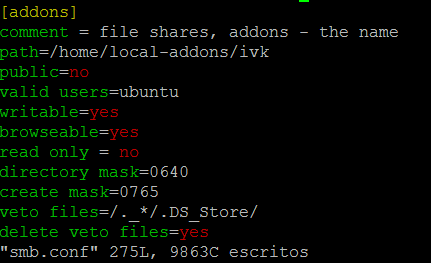 [addons]
comment = file shares, addons - the name
path=/home/local-addons/ivk
public=no
valid users=ubuntu
writable=yes
browseable=yes
read only = no
directory mask=0640
create mask=0765
veto files=/._*/.DS_Store/
delete veto files=yes
"smb.conf" 275L, 9863C escritos